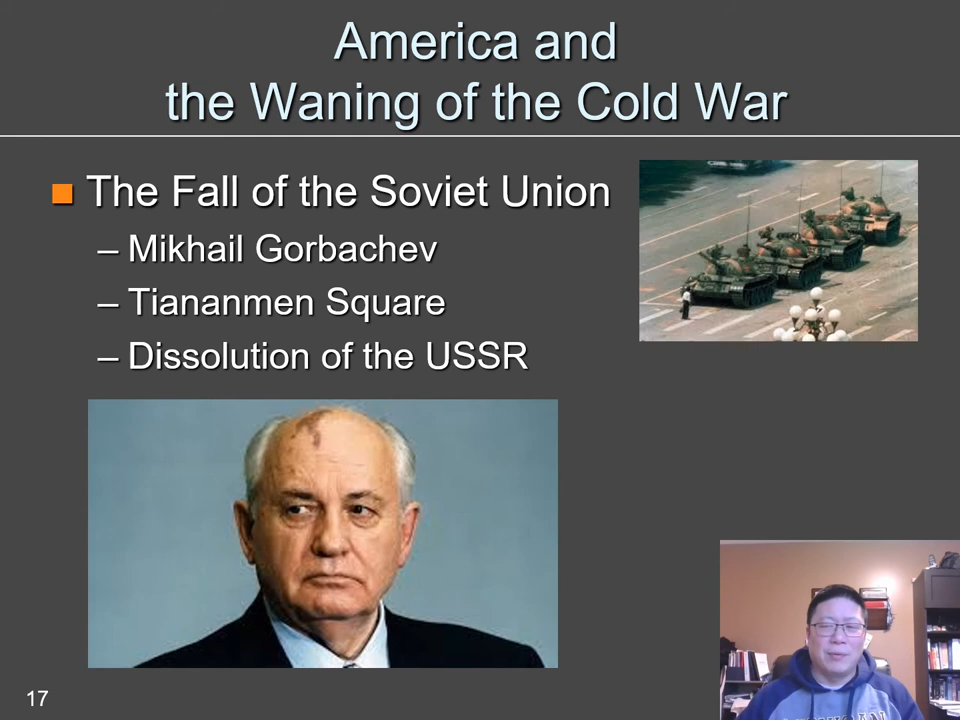 America and
the Waning of the Cold War
■ The Fall of the Soviet Union
– Mikhail Gorbachev
– Tiananmen Square
– Dissolution of the USSR
17